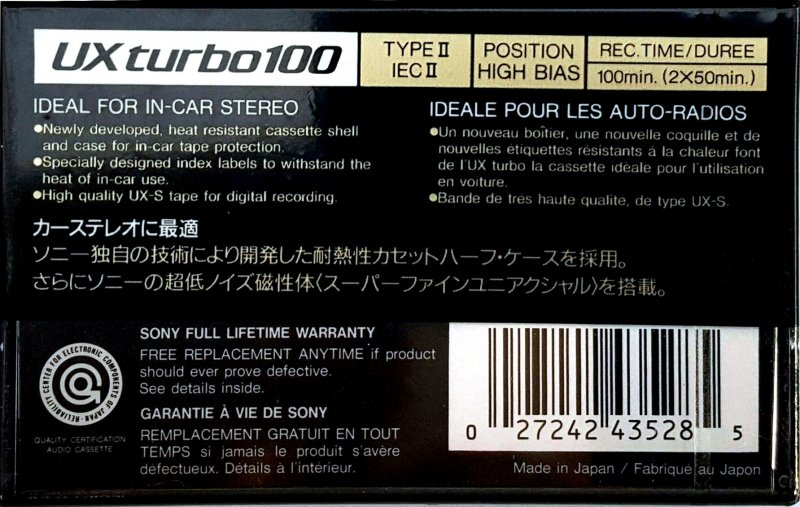 UX turbo 100
TYPE II
IEC II
POSITION
HIGH BIAS
REC.TIME/DUREE
100min. (2X50min.)
IDEAL FOR IN-CAR STEREO
●Newly developed, heat resistant cassette shell
and case for in-car tape protection.
●Specially designed index labels to withstand the
heat of in-car use.
●High quality UX-S tape for digital recording.
IDEALE POUR LES AUTO-RADIOS
●Un nouveau boîtier, une nouvelle coquille et de
nouvelles étiquettes résistants á la chaleur font
de l'UX turbo la cassette idéale pour l'utilisation
en voiture.
●Bande de trés haute qualite, de type UX-S.
カーステレオに最適
ソニー独自の技術により開発した耐熱性カセットハーフ・ケースを採用。
さらにソニーの超低ノイズ磁性体〈スーパーファインユニアクシャル〉を搭載。
RELIABILITY CENTER FOR ELECTRONIC COMPONENTS OF JAPAN
QUALITY CERTIFICATION
AUDIO CASSETTE
SONY FULL LIFETIME WARRANTY
FREE REPLACEMENT ANYTIME if product
should ever prove defective.
See details inside.
GARANTIE À VIE DE SONY
REMPLACEMENT GRATUIT EN TOUT
TEMPS si jamais le produit s'avère
défectueux. Détails à l'intérieur.
0 27242 43528 5
Made in Japan / Fabriqué au Japon